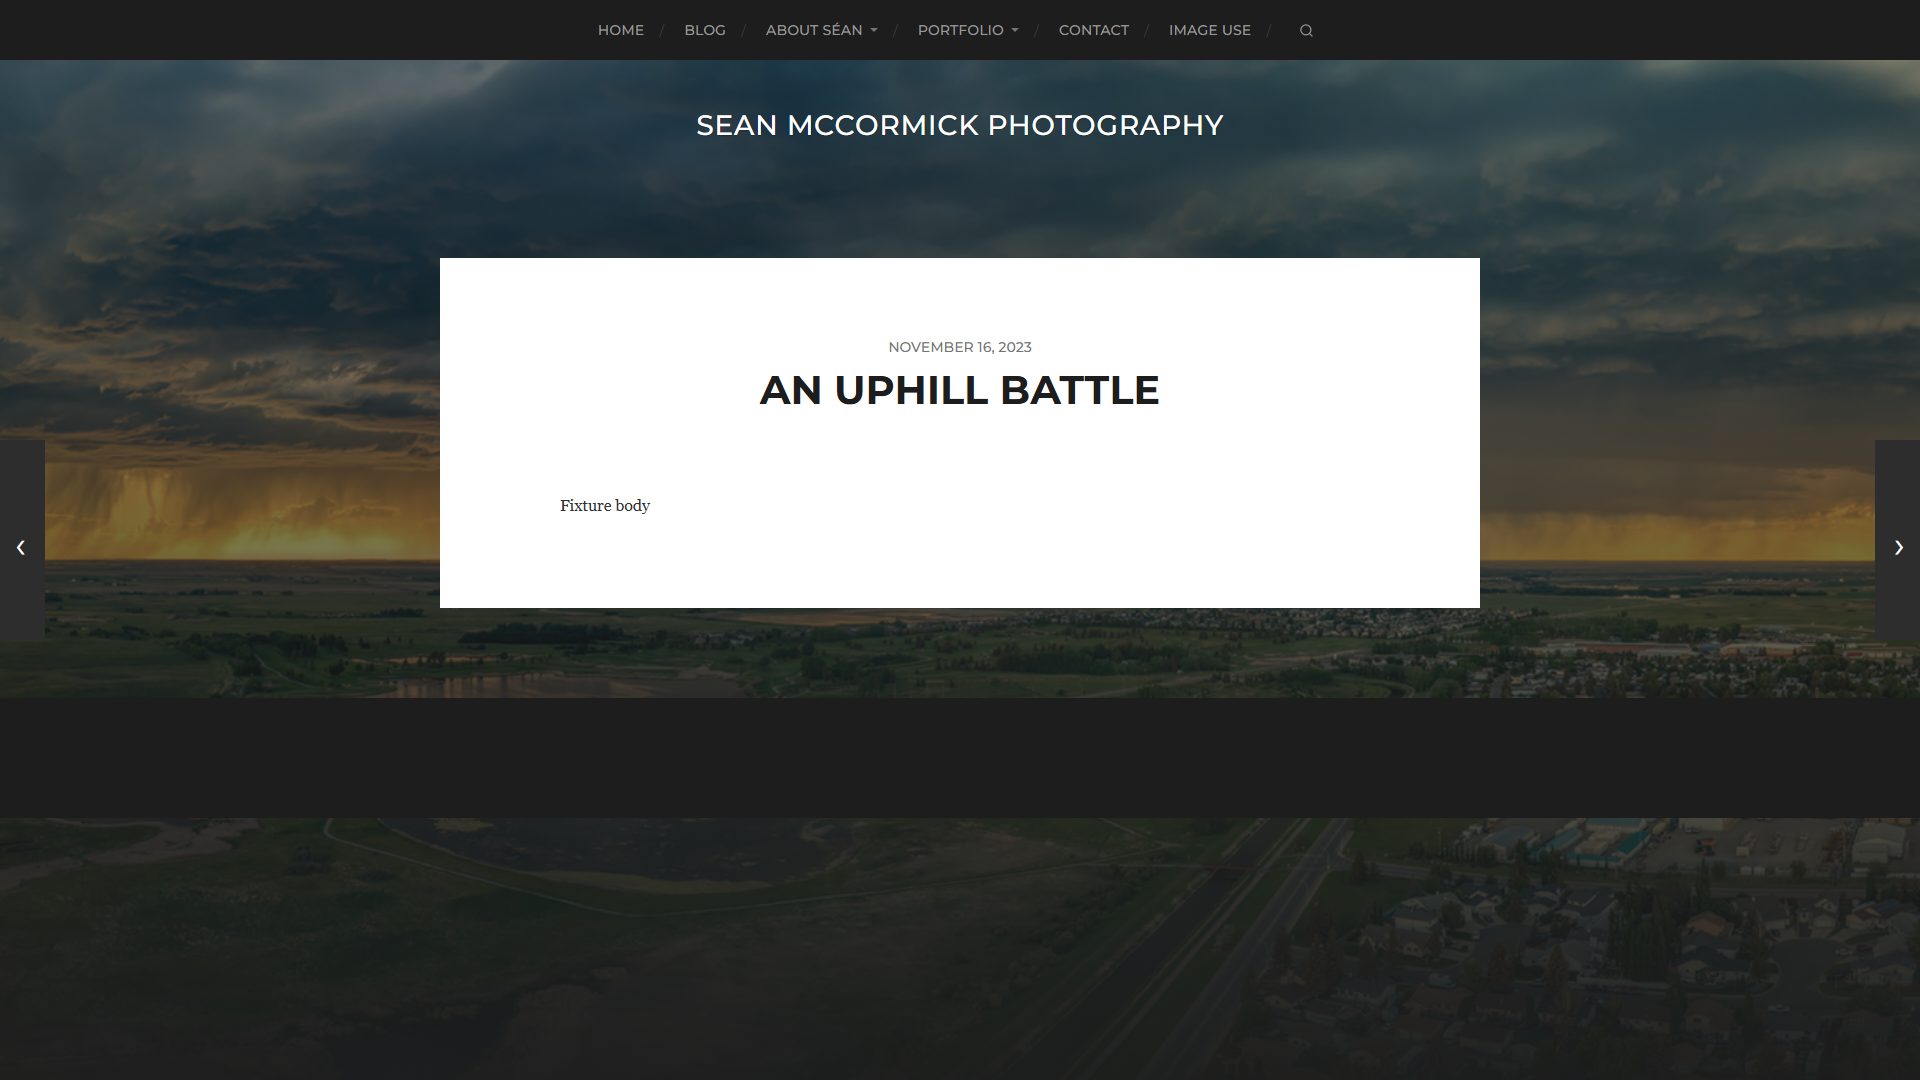 HOME / BLOG / ABOUT SÉAN / PORTFOLIO / CONTACT / IMAGE USE /
SEAN MCCORMICK PHOTOGRAPHY
NOVEMBER 16, 2023
AN UPHILL BATTLE
Fixture body